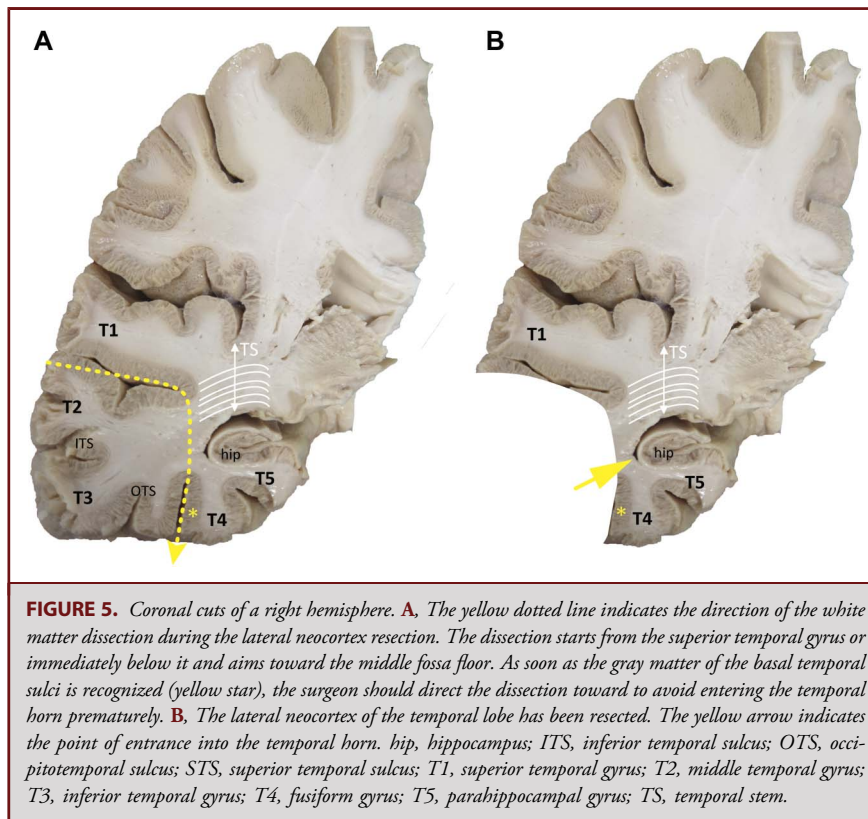 A
B
T1
TS
T2
ITS
hip
T5
T3
OTS
*
T4
T1
TS
hip
T5
*
T4
FIGURE 5. Coronal cuts of a right hemisphere. A, The yellow dotted line indicates the direction of the white
matter dissection during the lateral neocortex resection. The dissection starts from the superior temporal gyrus or
immediately below it and aims toward the middle fossa floor. As soon as the gray matter of the basal temporal
sulci is recognized (yellow star), the surgeon should direct the dissection toward to avoid entering the temporal
horn prematurely. B, The lateral neocortex of the temporal lobe has been resected. The yellow arrow indicates
the point of entrance into the temporal horn. hip, hippocampus; ITS, inferior temporal sulcus; OTS, occi-
pitotemporal sulcus; STS, superior temporal sulcus; T1, superior temporal gyrus; T2, middle temporal gyrus;
T3, inferior temporal gyrus; T4, fusiform gyrus; T5, parahippocampal gyrus; TS, temporal stem.